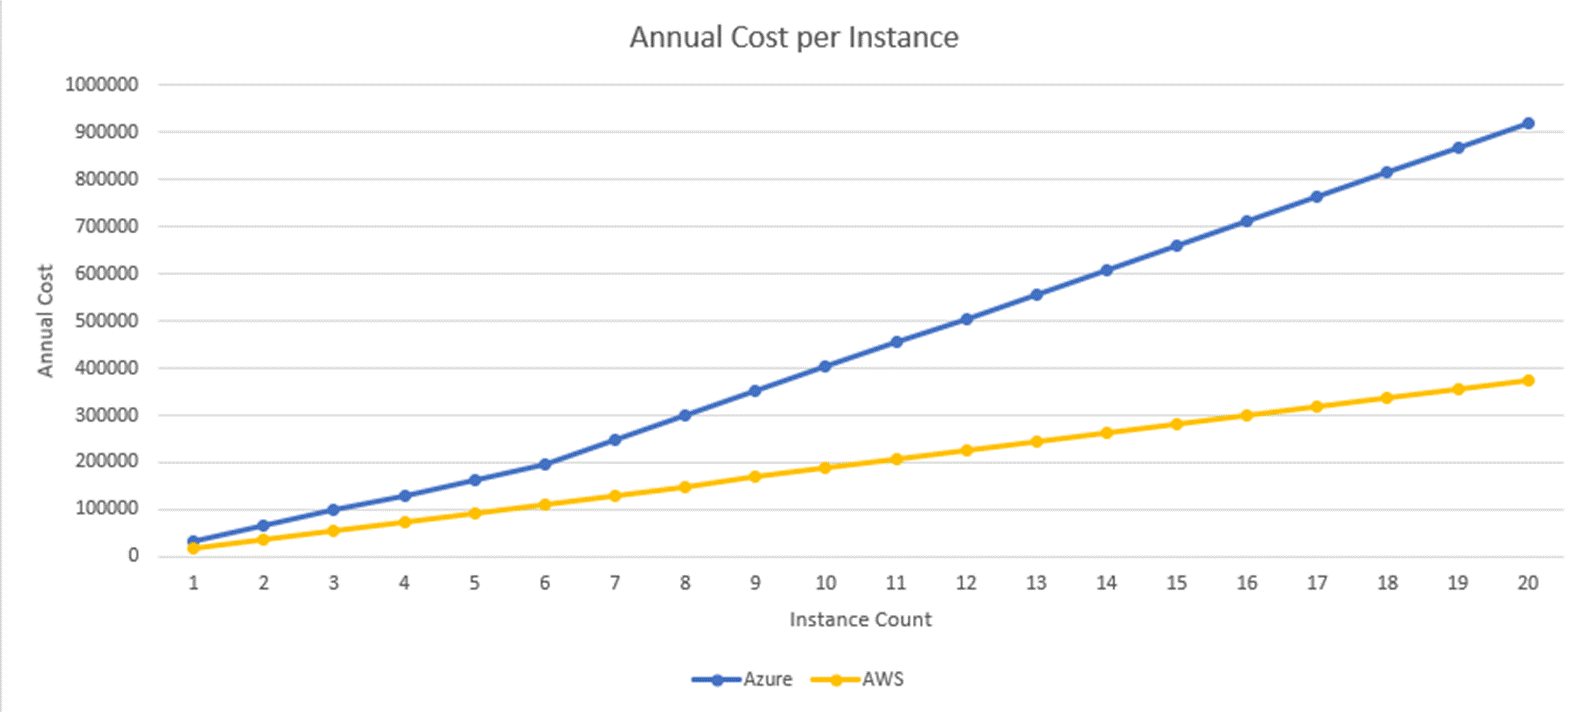 Annual Cost per Instance
1000000
900000
800000
700000
600000
500000
400000
300000
200000
100000
0
Annual Cost
1 2 3 4 5 6 7 8 9 10 11 12 13 14 15 16 17 18 19 20
Instance Count
Azure AWS